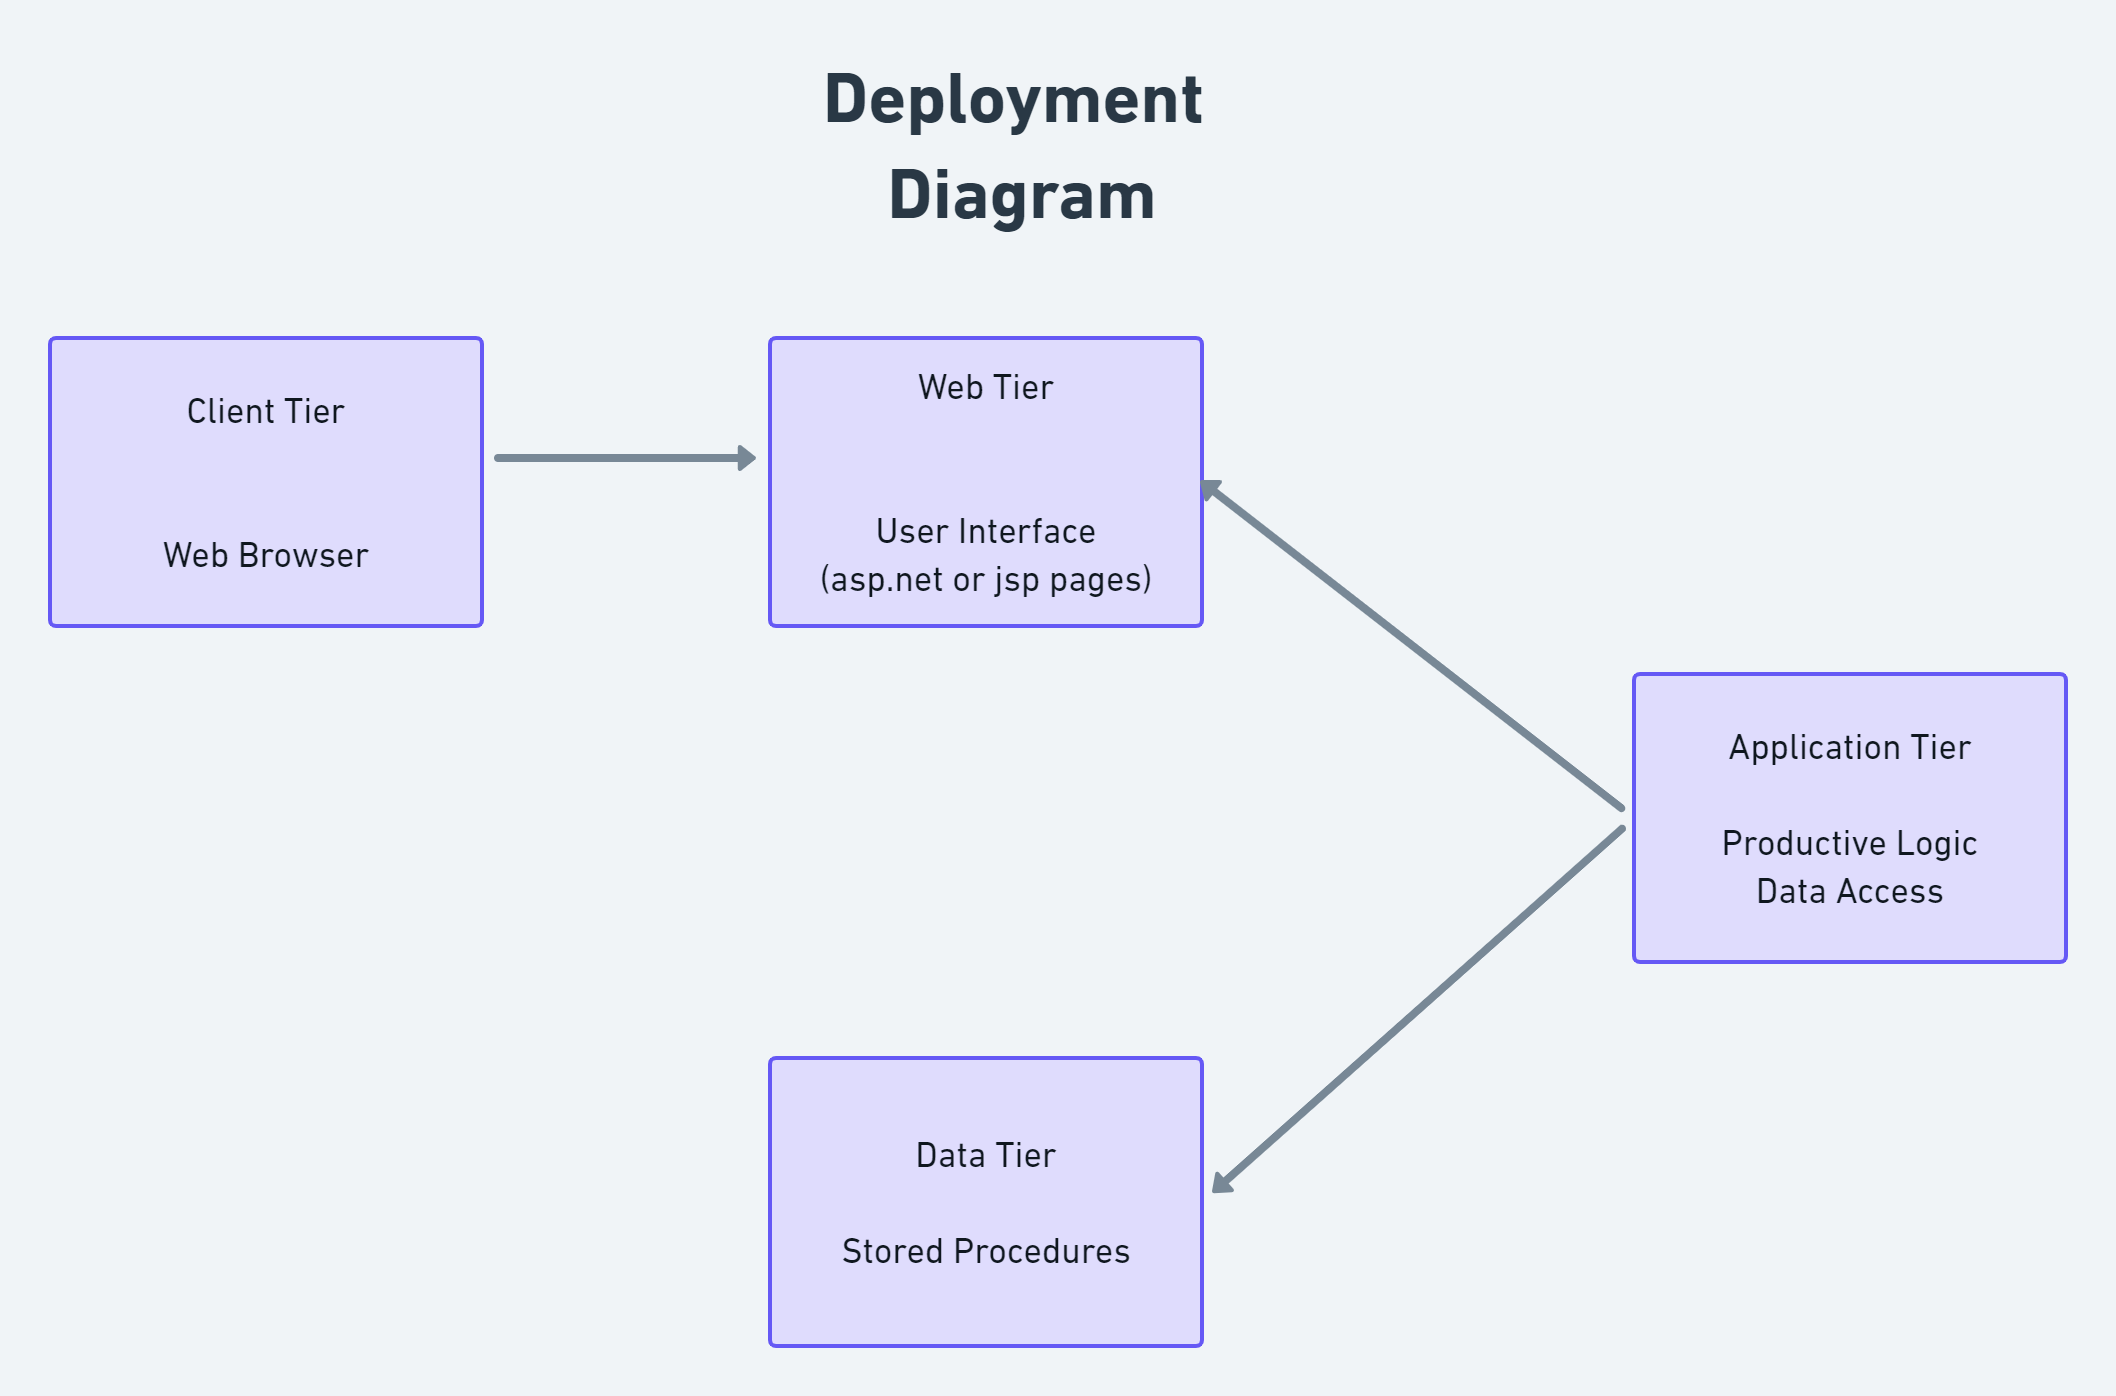 Deployment
Diagram
Client Tier
Web Browser
Web Tier
User Interface
(asp.net or jsp pages)
Application Tier
Productive Logic
Data Access
Data Tier
Stored Procedures